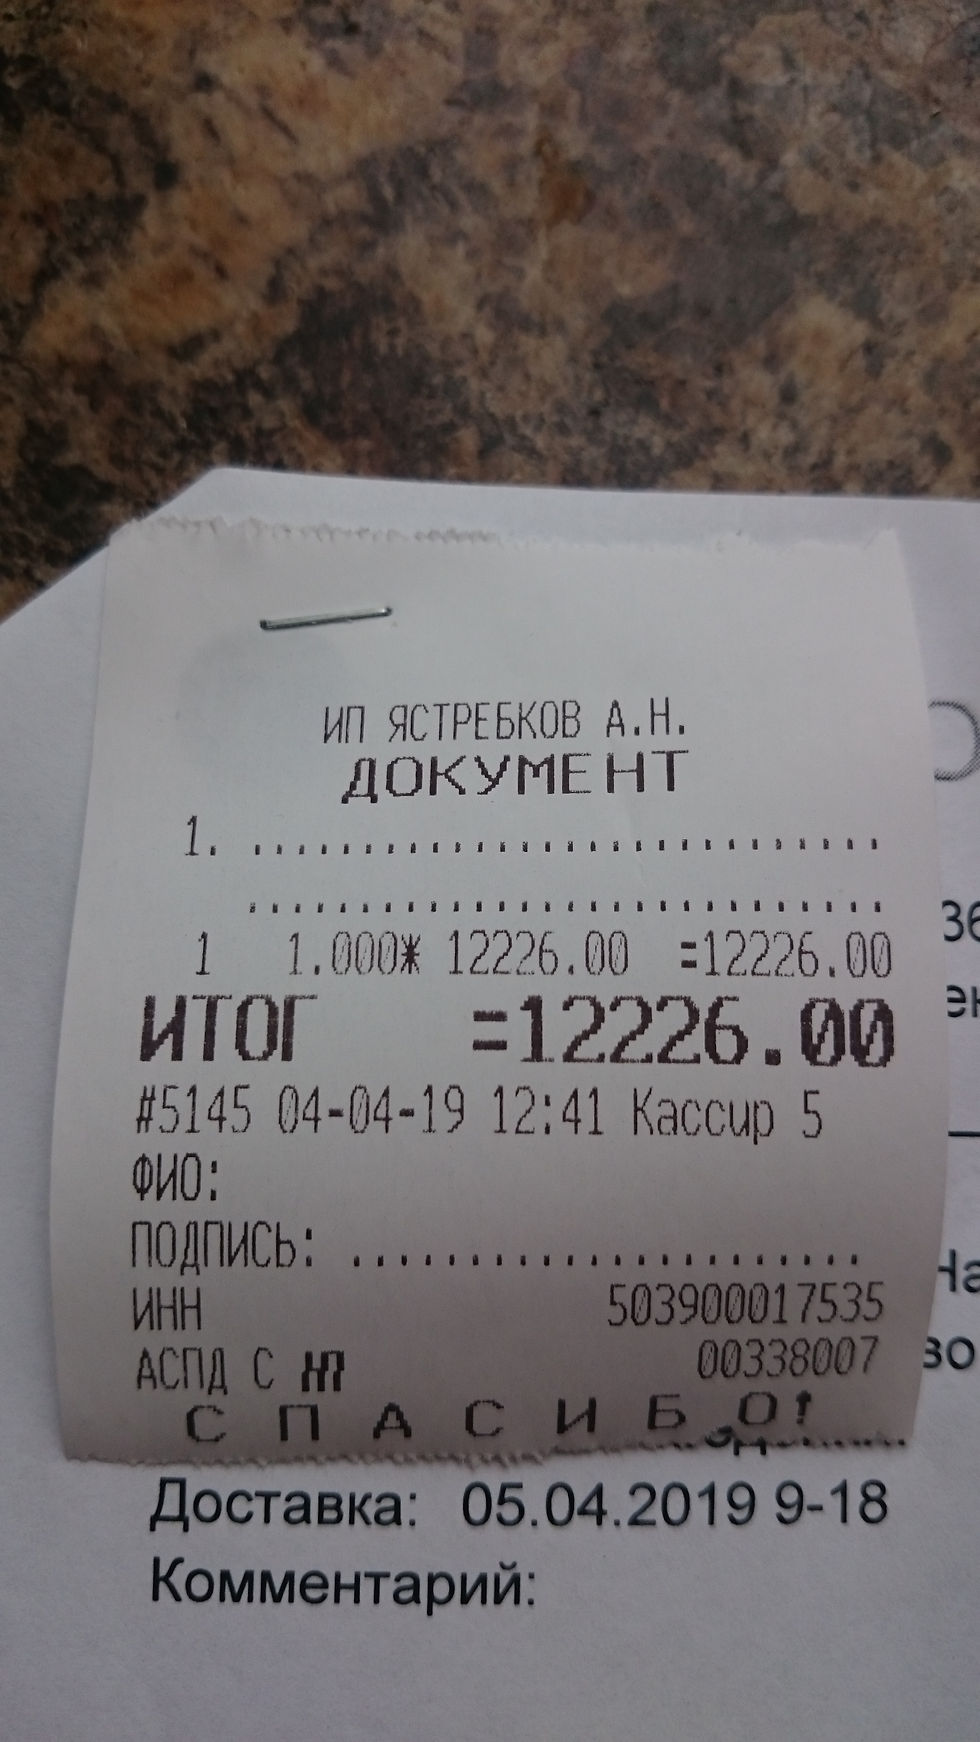 ИП ЯСТРЕБКОВ А.Н.
ДОКУМЕНТ
1. ..............................
..............................
1 1.000* 12226.00 =12226.00
ИТОГ =12226.00
#5145 04-04-19 12:41 Кассир 5
ФИО:
ПОДПИСЬ: ......................
ИНН 503900017535
АСПД С 00338007
СПАСИБО!
Доставка: 05.04.2019 9-18
Комментарий: